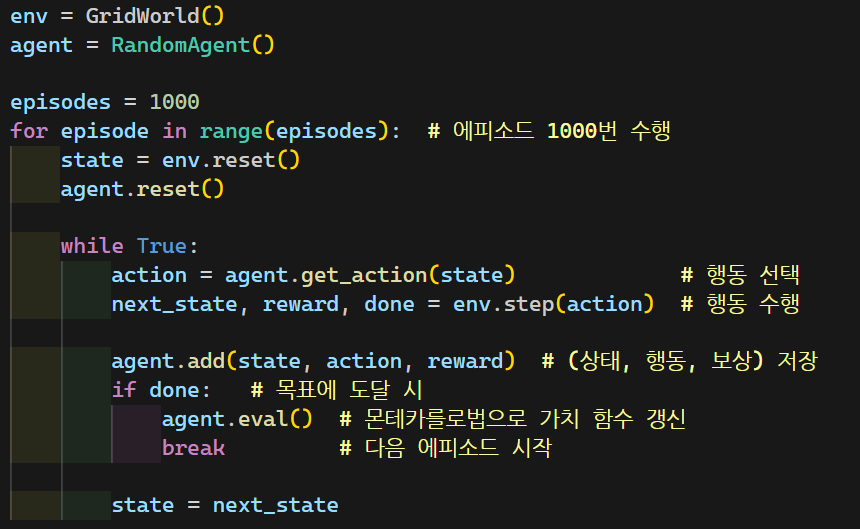 env = GridWorld()
agent = RandomAgent()
episodes = 1000
for episode in range(episodes):  # 에피소드 1000번 수행
    state = env.reset()
    agent.reset()
    while True:
        action = agent.get_action(state)             # 행동 선택
        next_state, reward, done = env.step(action)  # 행동 수행
        agent.add(state, action, reward)  # (상태, 행동, 보상) 저장
        if done:   # 목표에 도달 시
            agent.eval()  # 몬테카를로법으로 가치 함수 갱신
            break         # 다음 에피소드 시작
        state = next_state